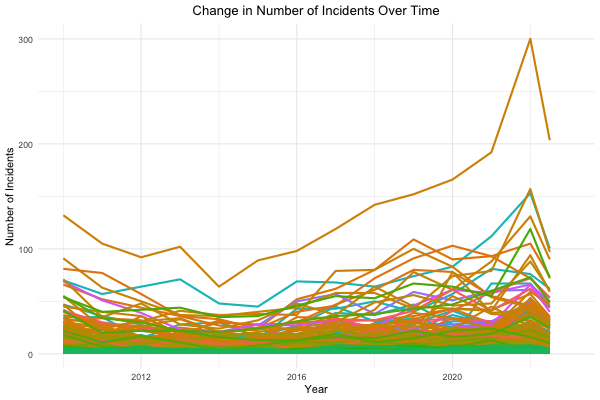 Change in Number of Incidents Over Time
300
200
100
0
Number of Incidents
2012
2016
2020
Year